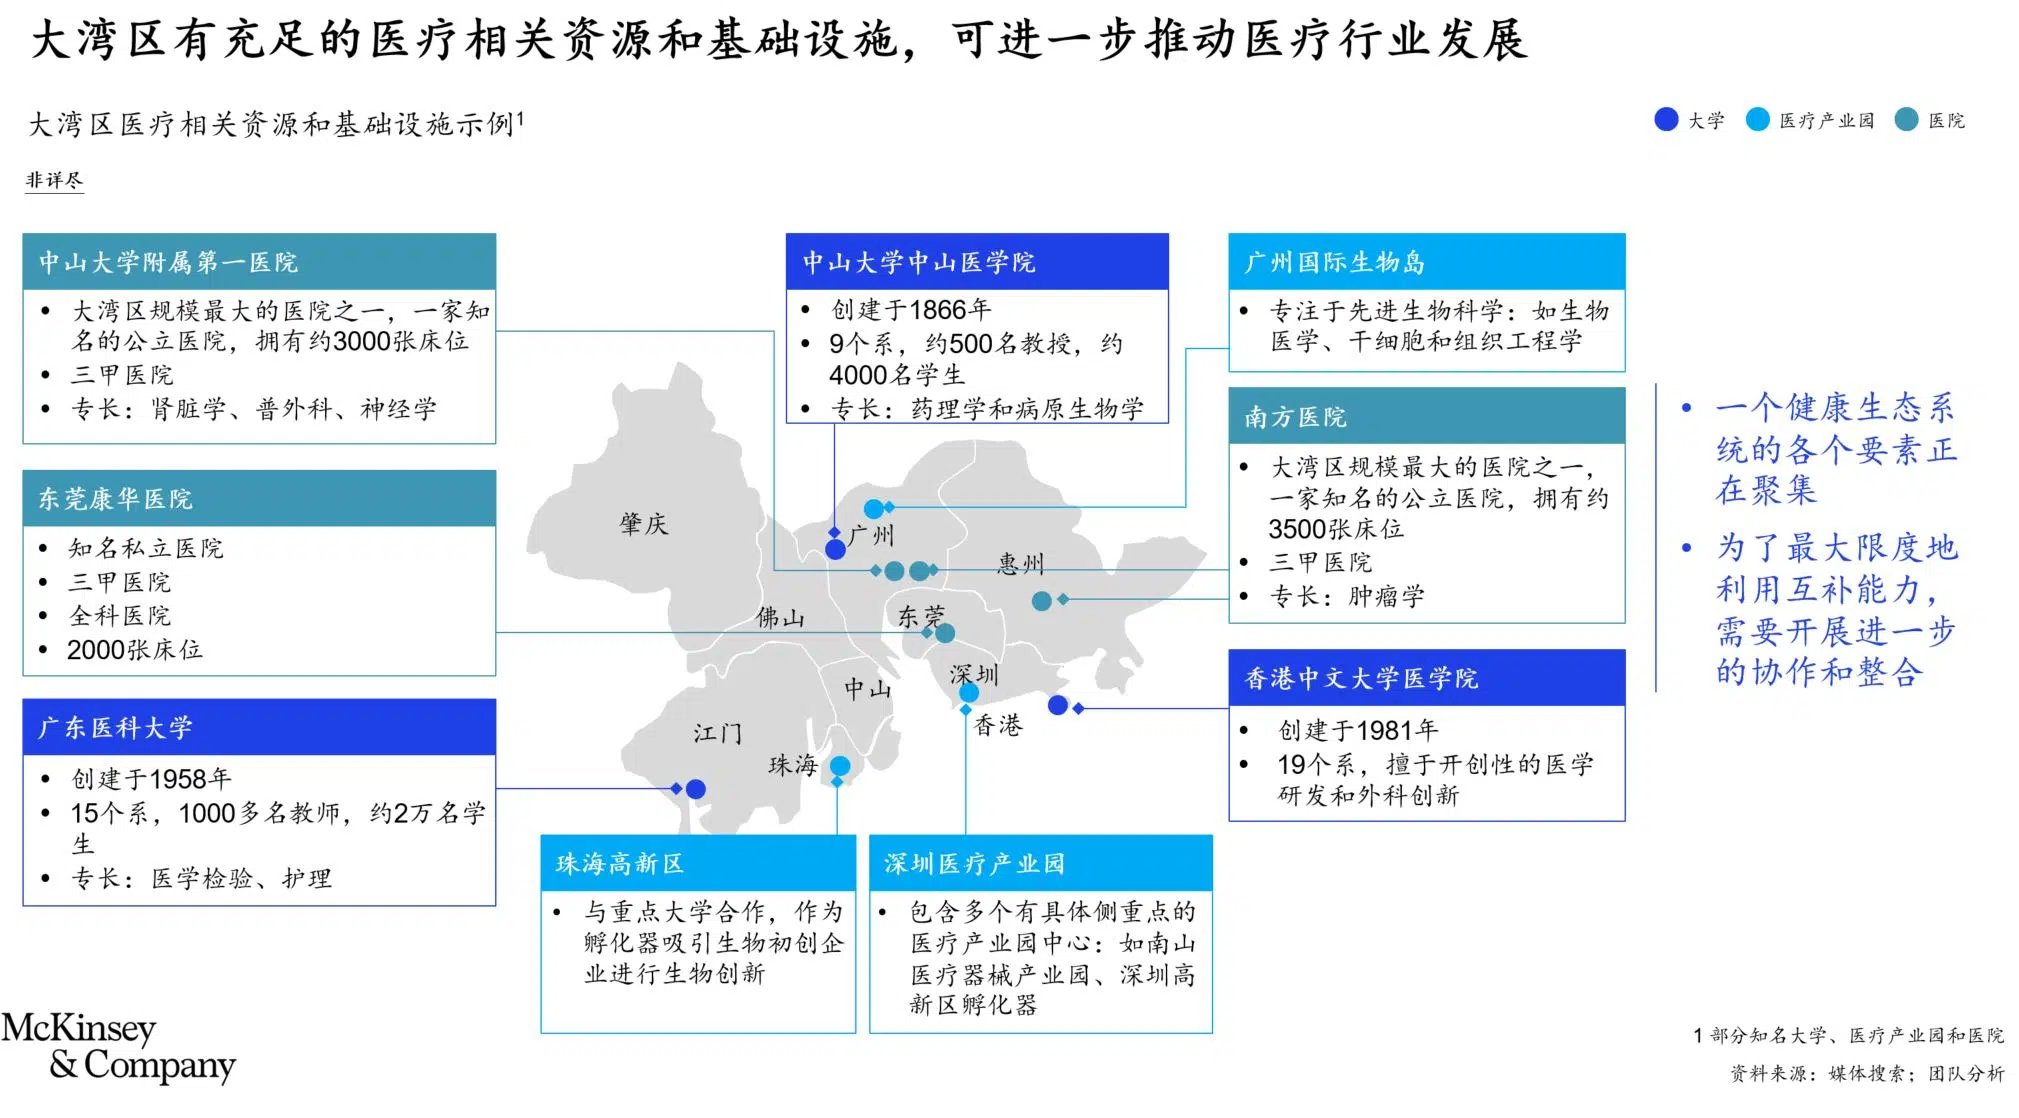 大湾区有充足的医疗相关资源和基础设施，可进一步推动医疗行业发展
大湾区医疗相关资源和基础设施示例1
非详尽
大学
医疗产业园
医院
中山大学附属第一医院
• 大湾区规模最大的医院之一，一家知
名的公立医院，拥有约3000张床位
• 三甲医院
• 专长：肾脏学、普外科、神经学
东莞康华医院
• 知名私立医院
• 三甲医院
• 全科医院
• 2000张床位
广东医科大学
• 创建于1958年
• 15个系，1000多名教师，约2万名学
生
• 专长：医学检验、护理
中山大学中山医学院
• 创建于1866年
• 9个系，约500名教授，约
4000名学生
• 专长：药理学和病原生物学
广州国际生物岛
• 专注于先进生物科学：如生物
医学、干细胞和组织工程学
南方医院
• 大湾区规模最大的医院之一，
一家知名的公立医院，拥有约
3500张床位
• 三甲医院
• 专长：肿瘤学
香港中文大学医学院
• 创建于1981年
• 19个系，擅于开创性的医学
研发和外科创新
肇庆
广州
惠州
佛山
东莞
深圳
中山
香港
江门
珠海
珠海高新区
• 与重点大学合作，作为
孵化器吸引生物初创企
业进行生物创新
深圳医疗产业园
• 包含多个有具体侧重点的
医疗产业园中心：如南山
医疗器械产业园、深圳高
新区孵化器
• 一个健康生态系
统的各个要素正
在聚集
• 为了最大限度地
利用互补能力，
需要开展进一步
的协作和整合
McKinsey
& Company
1 部分知名大学、医疗产业园和医院
资料来源：媒体搜索；团队分析